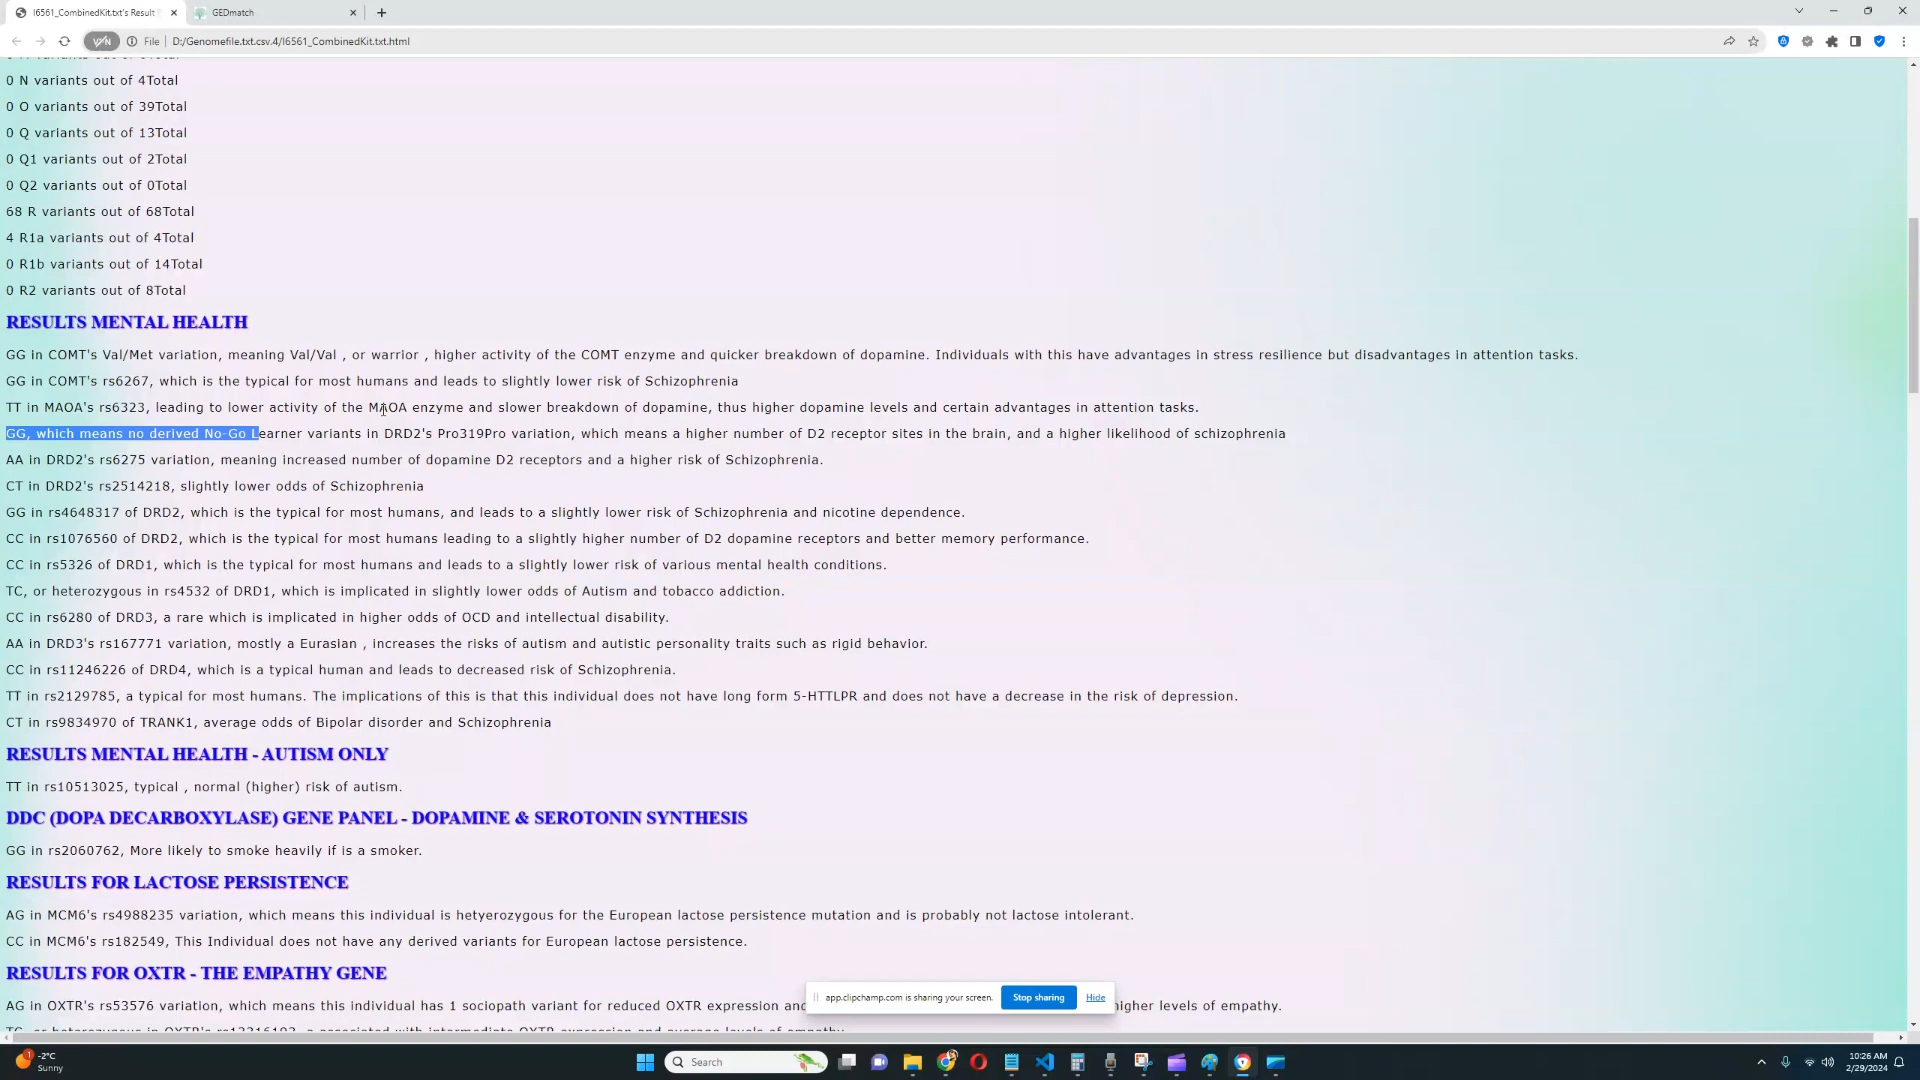 I6561_CombinedKit.txt's Result
GEDmatch
File
D:/Genomefile.txt.csv.4/I6561_CombinedKit.txt.html
0 N variants out of 4Total
0 O variants out of 39Total
0 Q variants out of 13Total
0 Q1 variants out of 2Total
0 Q2 variants out of 0Total
68 R variants out of 68Total
4 R1a variants out of 4Total
0 R1b variants out of 14Total
0 R2 variants out of 8Total
RESULTS MENTAL HEALTH
GG in COMT's Val/Met variation, meaning Val/Val , or warrior , higher activity of the COMT enzyme and quicker breakdown of dopamine. Individuals with this have advantages in stress resilience but disadvantages in attention tasks.
GG in COMT's rs6267, which is the typical for most humans and leads to slightly lower risk of Schizophrenia
TT in MAOA's rs6323, leading to lower activity of the MAOA enzyme and slower breakdown of dopamine, thus higher dopamine levels and certain advantages in attention tasks.
GG, which means no derived No-Go Learner variants in DRD2's Pro319Pro variation, which means a higher number of D2 receptor sites in the brain, and a higher likelihood of schizophrenia
AA in DRD2's rs6275 variation, meaning increased number of dopamine D2 receptors and a higher risk of Schizophrenia.
CT in DRD2's rs2514218, slightly lower odds of Schizophrenia
GG in rs4648317 of DRD2, which is the typical for most humans, and leads to a slightly lower risk of Schizophrenia and nicotine dependence.
CC in rs1076560 of DRD2, which is the typical for most humans leading to a slightly higher number of D2 dopamine receptors and better memory performance.
CC in rs5326 of DRD1, which is the typical for most humans and leads to a slightly lower risk of various mental health conditions.
TC, or heterozygous in rs4532 of DRD1, which is implicated in slightly lower odds of Autism and tobacco addiction.
CC in rs6280 of DRD3, a rare which is implicated in higher odds of OCD and intellectual disability.
AA in DRD3's rs167771 variation, mostly a Eurasian , increases the risks of autism and autistic personality traits such as rigid behavior.
CC in rs11246226 of DRD4, which is a typical human and leads to decreased risk of Schizophrenia.
TT in rs2129785, a typical for most humans. The implications of this is that this individual does not have long form 5-HTTLPR and does not have a decrease in the risk of depression.
CT in rs9834970 of TRANK1, average odds of Bipolar disorder and Schizophrenia
RESULTS MENTAL HEALTH - AUTISM ONLY
TT in rs10513025, typical , normal (higher) risk of autism.
DDC (DOPA DECARBOXYLASE) GENE PANEL - DOPAMINE & SEROTONIN SYNTHESIS
GG in rs2060762, More likely to smoke heavily if is a smoker.
RESULTS FOR LACTOSE PERSISTENCE
AG in MCM6's rs4988235 variation, which means this individual is hetyerozygous for the European lactose persistence mutation and is probably not lactose intolerant.
CC in MCM6's rs182549, This Individual does not have any derived variants for European lactose persistence.
RESULTS FOR OXTR - THE EMPATHY GENE
AG in OXTR's rs53576 variation, which means this individual has 1 sociopath variant for reduced OXTR expression and higher levels of empathy.
app.clipchamp.com is sharing your screen.
Stop sharing
Hide
1
-2°C
Sunny
Search
10:26 AM
2/29/2024